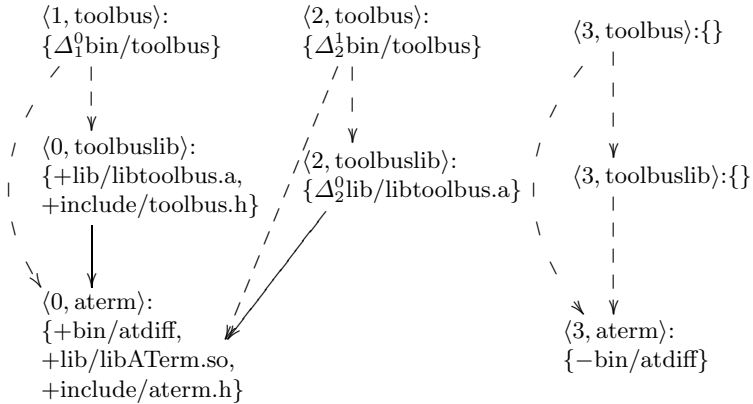 ⟨1, toolbus⟩:
{Δ⁰₁bin/toolbus}
⟨2, toolbus⟩:
{Δ¹₂bin/toolbus}
⟨3, toolbus⟩:{}
⟨0, toolbuslib⟩:
{+lib/libtoolbus.a,
+include/toolbus.h}
⟨2, toolbuslib⟩:
{Δ⁰₂lib/libtoolbus.a}
⟨3, toolbuslib⟩:{}
⟨0, aterm⟩:
{+bin/atdiff,
+lib/libATerm.so,
+include/aterm.h}
⟨3, aterm⟩:
{−bin/atdiff}